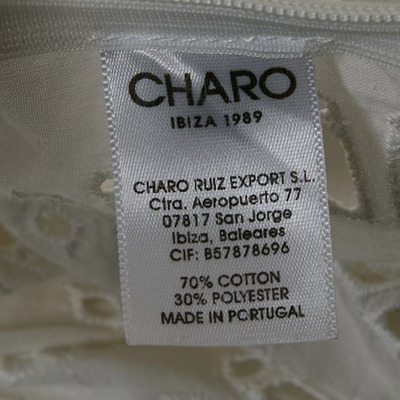 CHARO
IBIZA 1989
CHARO RUIZ EXPORT S.L.
Ctra. Aeropuerto 77
07817 San Jorge
Ibiza, Baleares
CIF: B57878696
70% COTTON
30% POLYESTER
MADE IN PORTUGAL